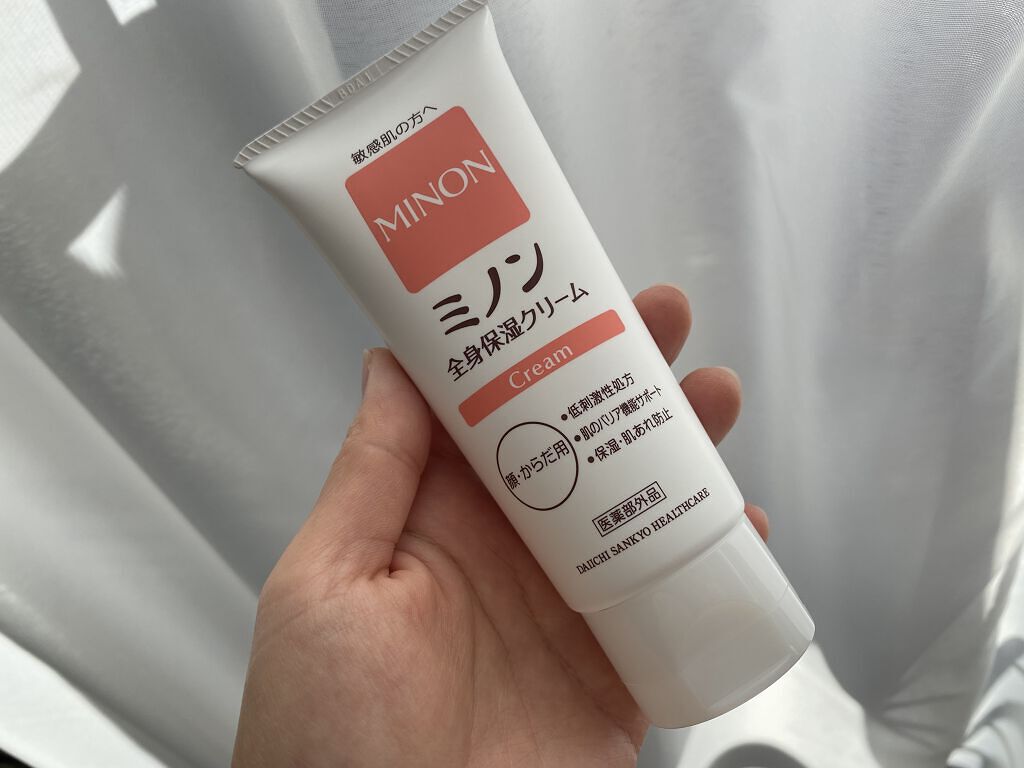 敏感肌の方へ
MINON
ミノン
全身保湿クリーム
Cream
顔・からだ用
●低刺激性処方
●肌のバリア機能サポート
●保湿・肌あれ防止
医薬部外品
DAIICHI SANKYO HEALTHCARE